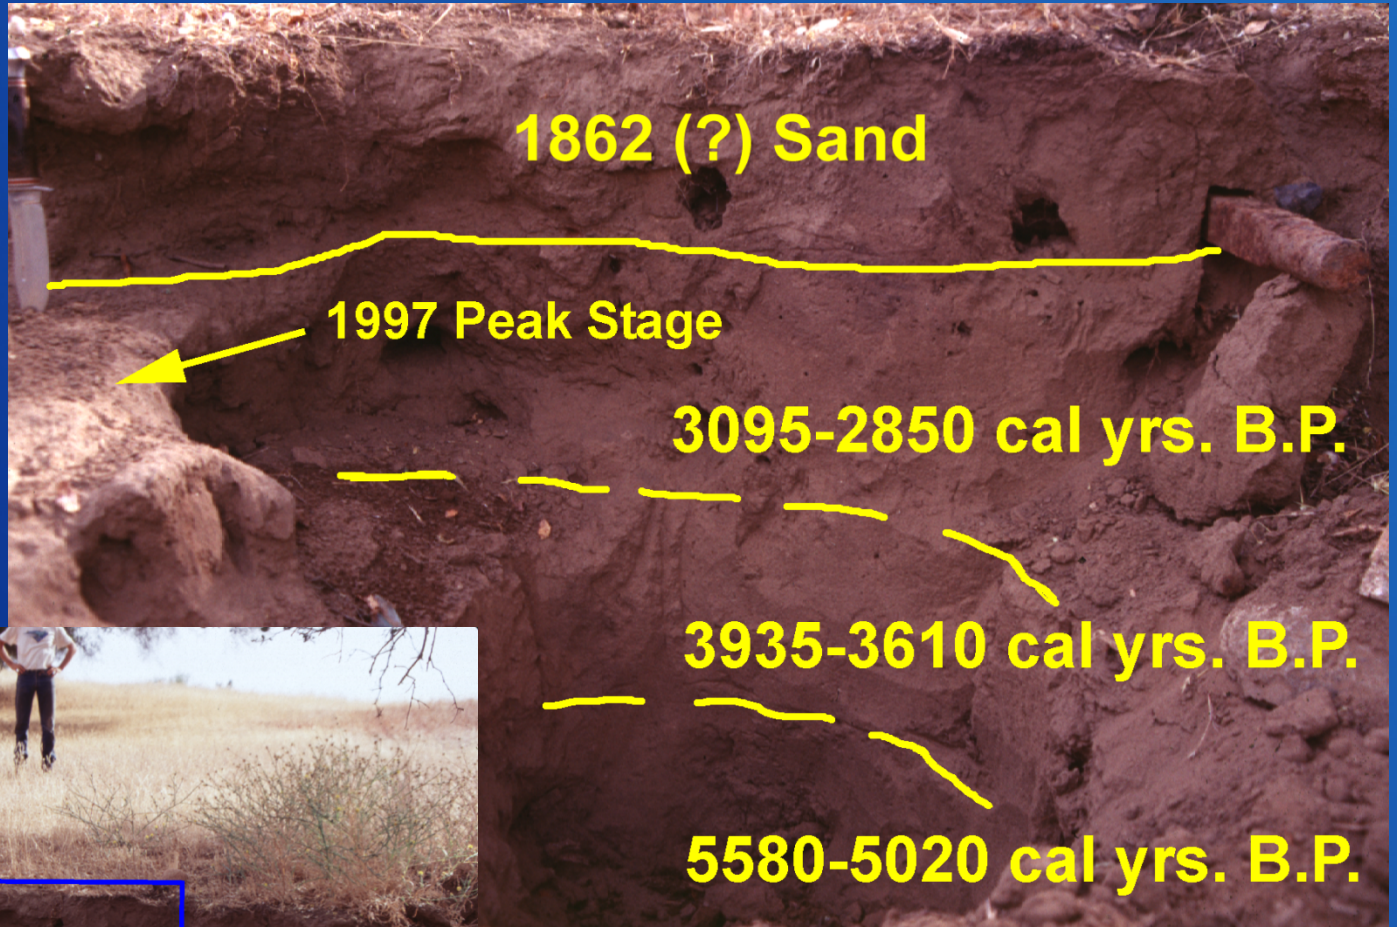 1862 (?) Sand
1997 Peak Stage
3095-2850 cal yrs. B.P.
3935-3610 cal yrs. B.P.
5580-5020 cal yrs. B.P.